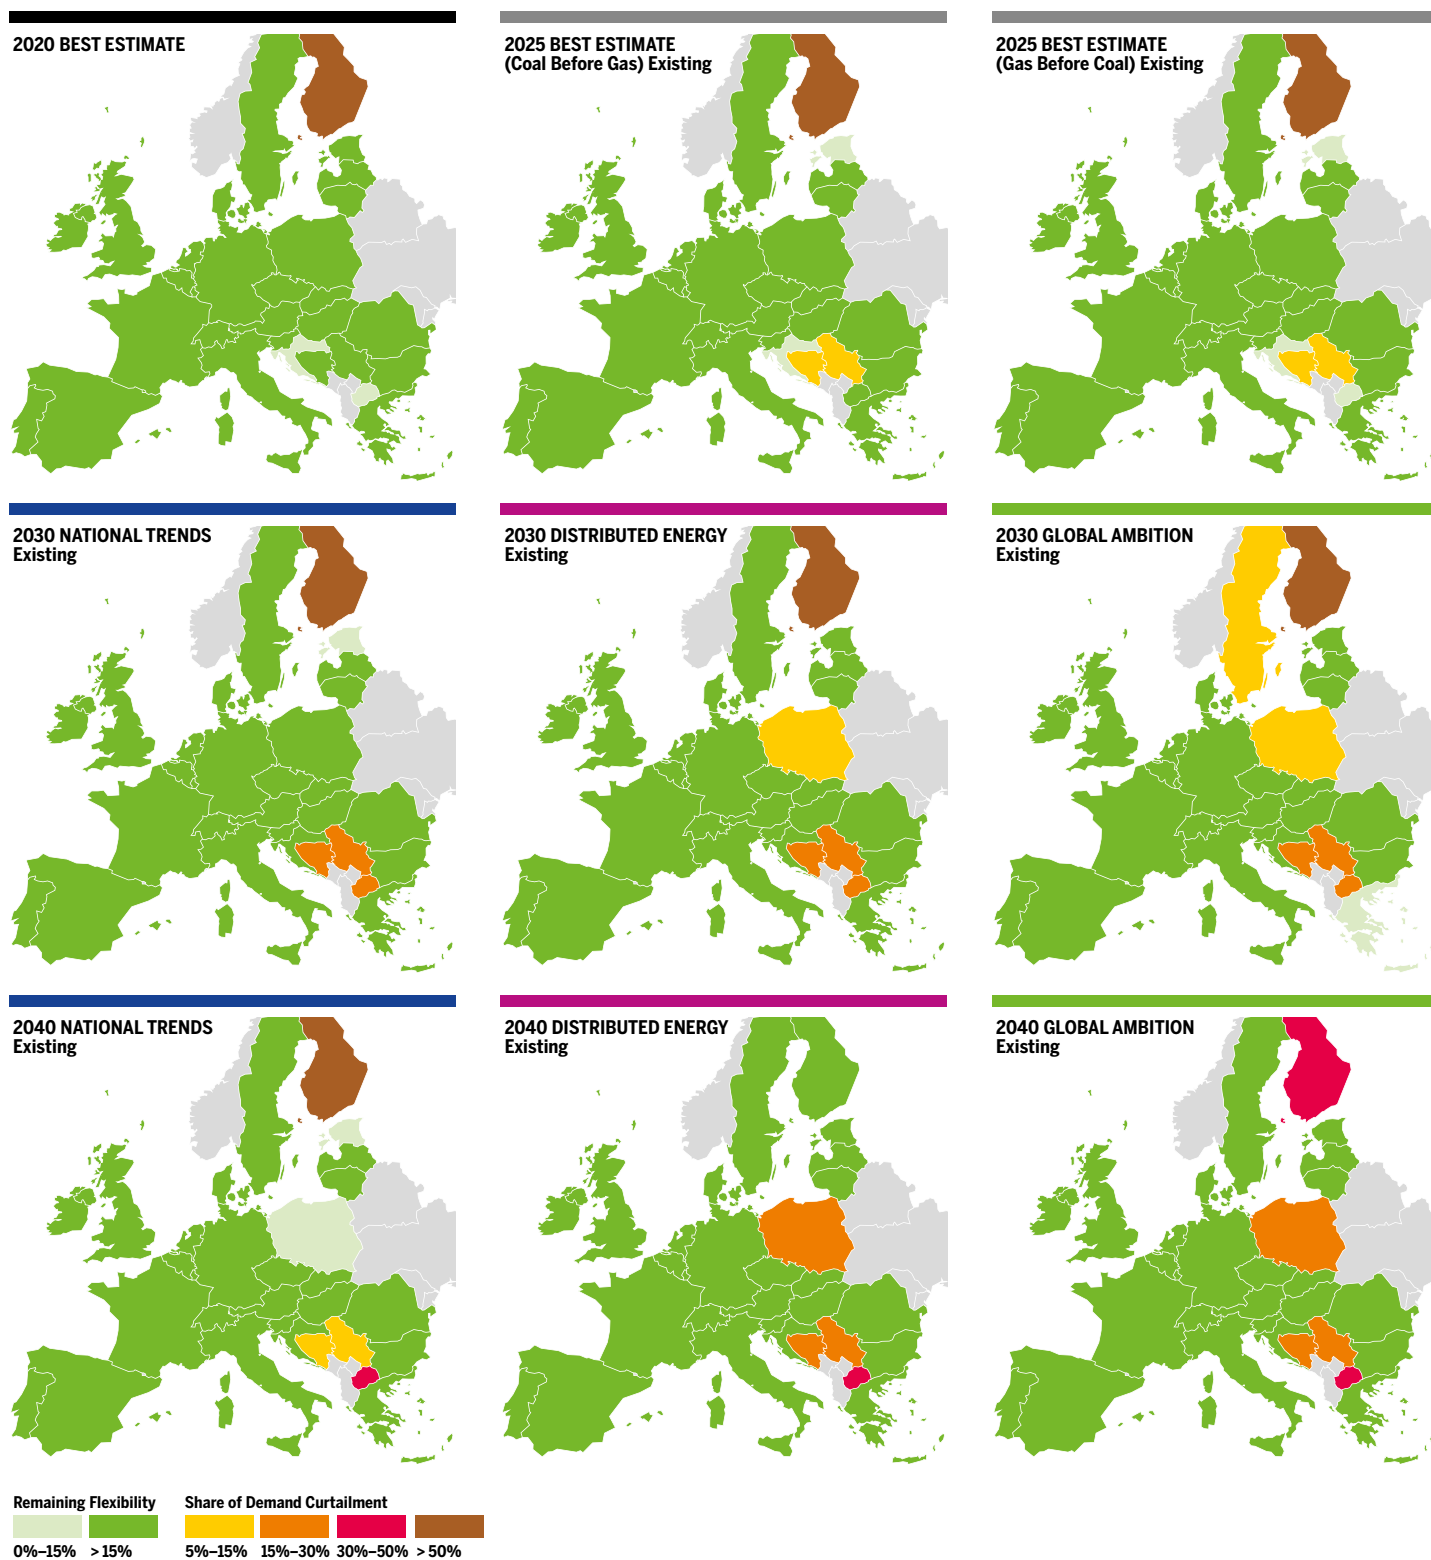 2020 BEST ESTIMATE
2025 BEST ESTIMATE
(Coal Before Gas) Existing
2025 BEST ESTIMATE
(Gas Before Coal) Existing
2030 NATIONAL TRENDS
Existing
2030 DISTRIBUTED ENERGY
Existing
2030 GLOBAL AMBITION
Existing
2040 NATIONAL TRENDS
Existing
2040 DISTRIBUTED ENERGY
Existing
2040 GLOBAL AMBITION
Existing
Remaining Flexibility
0%–15% > 15%
Share of Demand Curtailment
5%–15% 15%–30% 30%–50% > 50%